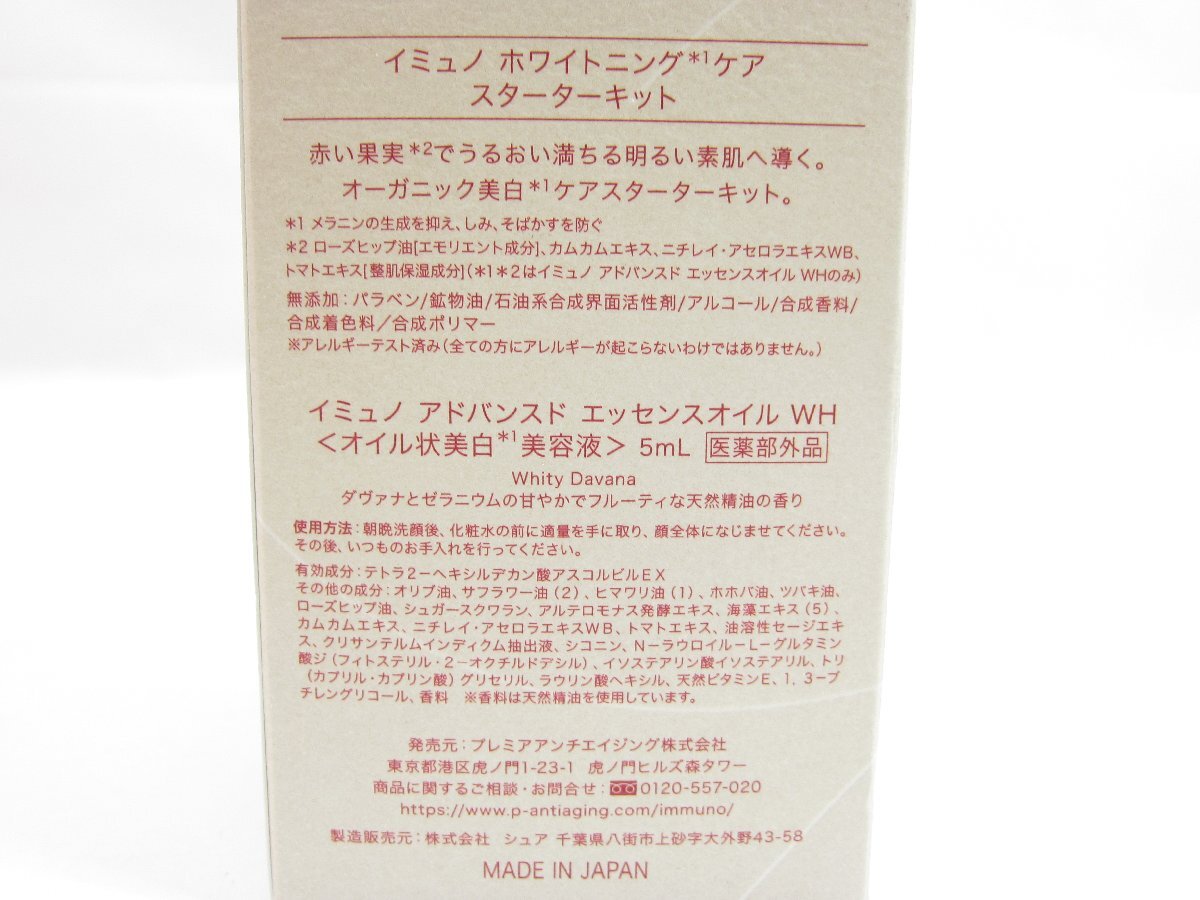 イミュノ ホワイトニング*1ケア
スターターキット
赤い果実*2でうるおい満ちる明るい素肌へ導く。
オーガニック美白*1ケアスターターキット。
*1 メラニンの生成を抑え、しみ、そばかすを防ぐ
*2 ローズヒップ油[エモリエント成分]、カムカムエキス、ニチレイ・アセロラエキスWB、
トマトエキス[整肌保湿成分](*1*2はイミュノ アドバンスド エッセンスオイル WHのみ)
無添加：パラベン/鉱物油/石油系合成界面活性剤/アルコール/合成香料/
合成着色料/合成ポリマー
※アレルギーテスト済み(全ての方にアレルギーが起こらないわけではありません。)
イミュノ アドバンスド エッセンスオイル WH
＜オイル状美白*1美容液＞ 5mL 医薬部外品
Whity Davana
ダヴァナとゼラニウムの甘やかでフルーティな天然精油の香り
使用方法：朝晩洗顔後、化粧水の前に適量を手に取り、顔全体になじませてください。
その後、いつものお手入れを行ってください。
有効成分：テトラ2－ヘキシルデカン酸アスコルビルEX
その他の成分：オリブ油、サフラワー油（2）、ヒマワリ油（1）、ホホバ油、ツバキ油、
ローズヒップ油、シュガースクワラン、アルテロモナス発酵エキス、海藻エキス（5）、
カムカムエキス、ニチレイ・アセロラエキスWB、トマトエキス、油溶性セージエキ
ス、クリサンテルムインディクム抽出液、シコニン、N－ラウロイル－L－グルタミン
酸ジ（フィトステリル・2－オクチルドデシル）、イソステアリン酸イソステアリル、トリ
（カプリル・カプリン酸）グリセリル、ラウリン酸ヘキシル、天然ビタミンE、1，3－ブ
チレングリコール、香料　※香料は天然精油を使用しています。
発売元：プレミアアンチエイジング株式会社
東京都港区虎ノ門1-23-1 虎ノ門ヒルズ森タワー
商品に関するご相談・お問合せ：0120-557-020
https://www.p-antiaging.com/immuno/
製造販売元：株式会社 シュア 千葉県八街市上砂字大外野43-58
MADE IN JAPAN